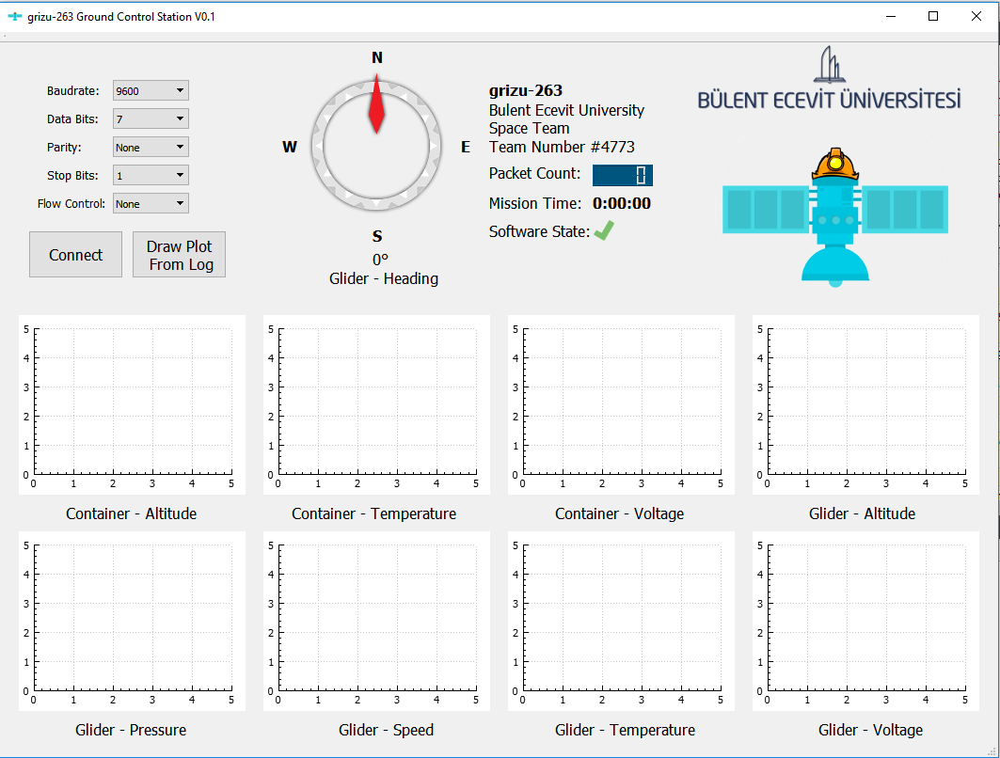 grizu-263 Ground Control Station V0.1
Baudrate: 9600
Data Bits: 7
Parity: None
Stop Bits: 1
Flow Control: None
Connect
Draw Plot
From Log
N
W
E
S
0°
Glider - Heading
grizu-263
Bulent Ecevit University
Space Team
Team Number #4773
Packet Count: 0
Mission Time: 0:00:00
Software State:
BÜLENT ECEVİT ÜNİVERSİTESİ
5
4
3
2
1
0
0 1 2 3 4 5
Container - Altitude
5
4
3
2
1
0
0 1 2 3 4 5
Container - Temperature
5
4
3
2
1
0
0 1 2 3 4 5
Container - Voltage
5
4
3
2
1
0
0 1 2 3 4 5
Glider - Altitude
5
4
3
2
1
0
0 1 2 3 4 5
Glider - Pressure
5
4
3
2
1
0
0 1 2 3 4 5
Glider - Speed
5
4
3
2
1
0
0 1 2 3 4 5
Glider - Temperature
5
4
3
2
1
0
0 1 2 3 4 5
Glider - Voltage